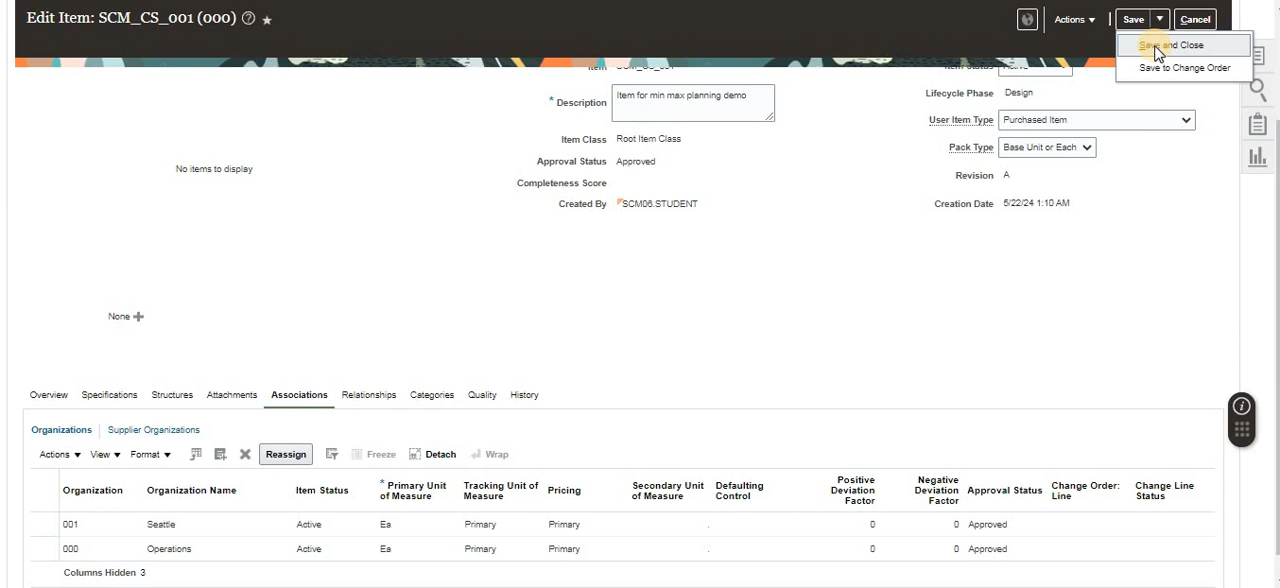 Edit Item: SCM_CS_001 (000)
Actions
Save
Cancel
Save and Close
Save to Change Order
Item SCM_CS_001
Item Status Active
* Description Item for min max planning demo
Lifecycle Phase Design
User Item Type Purchased Item
Item Class Root Item Class
Pack Type Base Unit or Each
No items to display
Approval Status Approved
Revision A
Completeness Score
Created By SCM06.STUDENT
Creation Date 5/22/24 1:10 AM
None
Overview Specifications Structures Attachments Associations Relationships Categories Quality History
Organizations Supplier Organizations
Actions View Format Reassign Freeze Detach Wrap
Organization Organization Name Item Status * Primary Unit of Measure Tracking Unit of Measure Pricing Secondary Unit of Measure Defaulting Control Positive Deviation Factor Negative Deviation Factor Approval Status Change Order: Line Change Line Status
001 Seattle Active Ea Primary Primary . 0 0 Approved
000 Operations Active Ea Primary Primary . 0 0 Approved
Columns Hidden 3